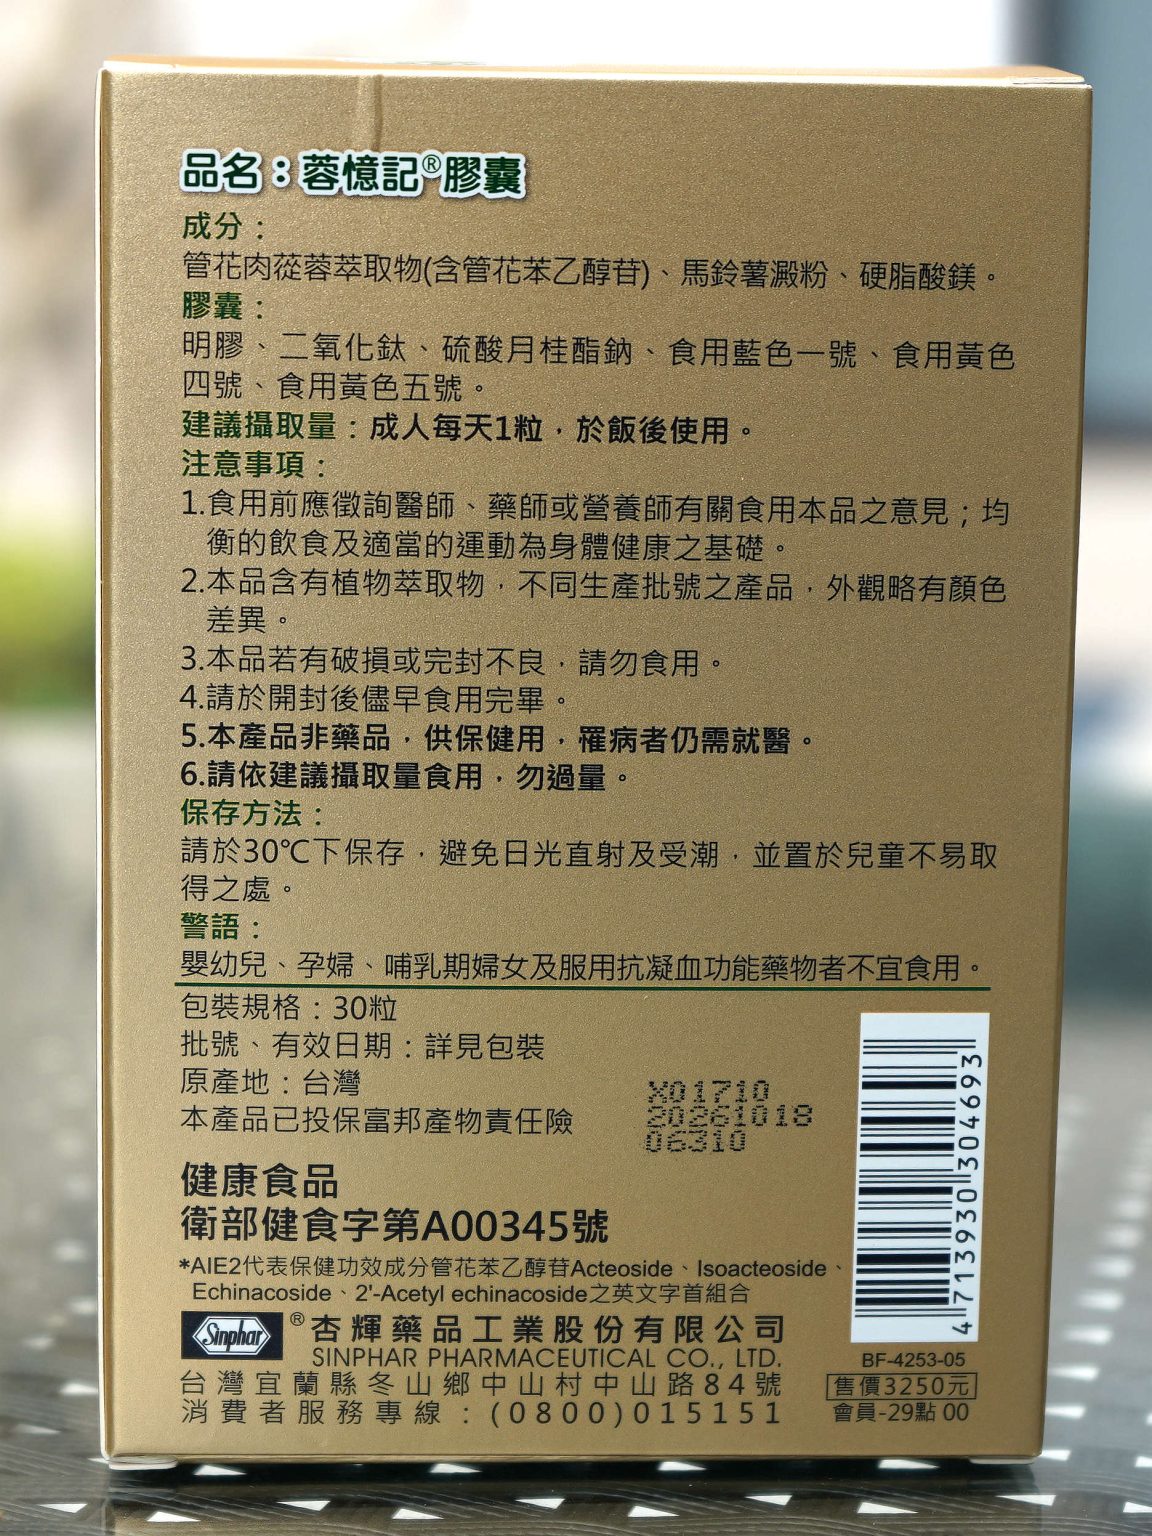 品名：蓉憶記®膠囊
成分：
管花肉蓯蓉萃取物(含管花苯乙醇苷)、馬鈴薯澱粉、硬脂酸鎂。
膠囊：
明膠、二氧化鈦、硫酸月桂酯鈉、食用藍色一號、食用黃色
四號、食用黃色五號。
建議攝取量：成人每天1粒，於飯後使用。
注意事項：
1.食用前應徵詢醫師、藥師或營養師有關食用本品之意見；均
衡的飲食及適當的運動為身體健康之基礎。
2.本品含有植物萃取物，不同生產批號之產品，外觀略有顏色
差異。
3.本品若有破損或完封不良，請勿食用。
4.請於開封後儘早食用完畢。
5.本產品非藥品，供保健用，罹病者仍需就醫。
6.請依建議攝取量食用，勿過量。
保存方法：
請於30℃下保存，避免日光直射及受潮，並置於兒童不易取
得之處。
警語：
嬰幼兒、孕婦、哺乳期婦女及服用抗凝血功能藥物者不宜食用。
包裝規格：30粒
批號、有效日期：詳見包裝
原產地：台灣
本產品已投保富邦產物責任險
X01710
20261018
06310
健康食品
衛部健食字第A00345號
*AIE2代表保健功效成分管花苯乙醇苷Acteoside、Isoacteoside、
Echinacoside、2'-Acetyl echinacoside之英文字首組合
Sinphar ®杏輝藥品工業股份有限公司
SINPHAR PHARMACEUTICAL CO., LTD.
台灣宜蘭縣冬山鄉中山村中山路84號
消費者服務專線：(0800)015151
4 713930 304693
BF-4253-05
售價3250元
會員-29點 00